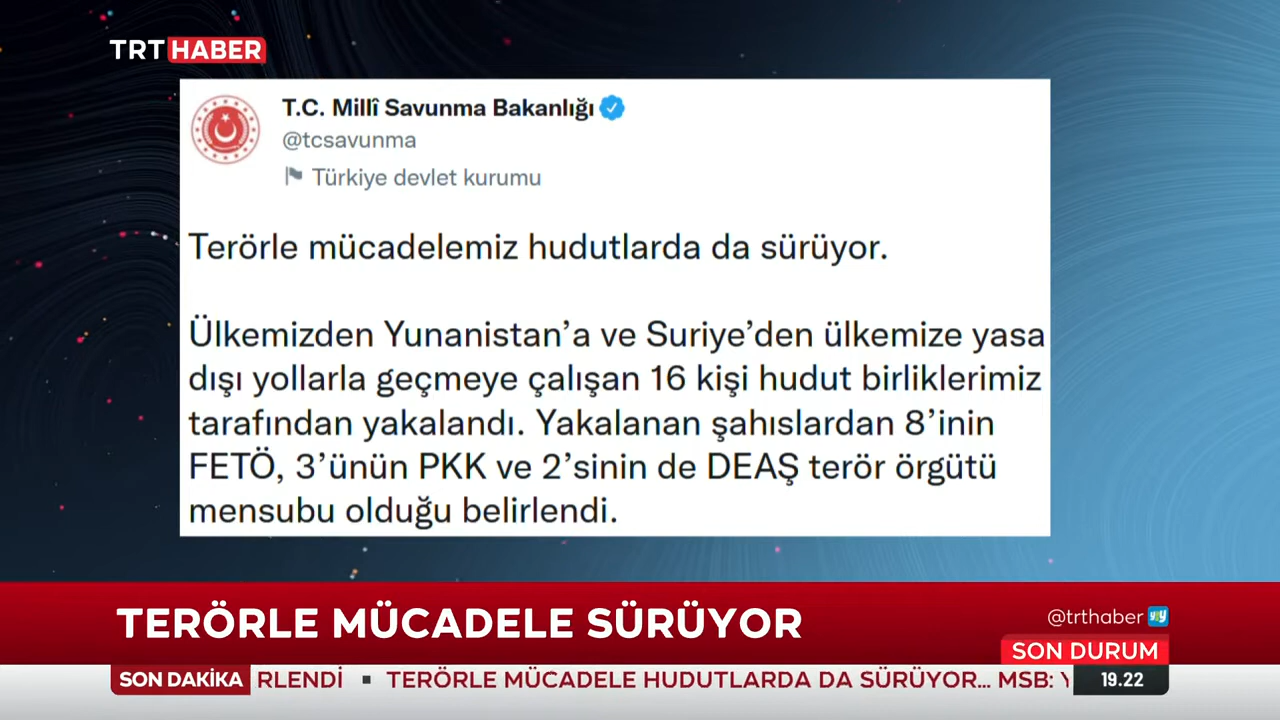 TRT HABER
T.C. Millî Savunma Bakanlığı
@tcsavunma
Türkiye devlet kurumu
Terörle mücadelemiz hudutlarda da sürüyor.
Ülkemizden Yunanistan’a ve Suriye’den ülkemize yasa
dışı yollarla geçmeye çalışan 16 kişi hudut birliklerimiz
tarafından yakalandı. Yakalanan şahıslardan 8’inin
FETÖ, 3’ünün PKK ve 2’sinin de DEAŞ terör örgütü
mensubu olduğu belirlendi.
TERÖRLE MÜCADELE SÜRÜYOR
@trthaber
SON DURUM
SON DAKİKA RLENDİ ▪ TERÖRLE MÜCADELE HUDUTLARDA DA SÜRÜYOR... MSB:
19.22